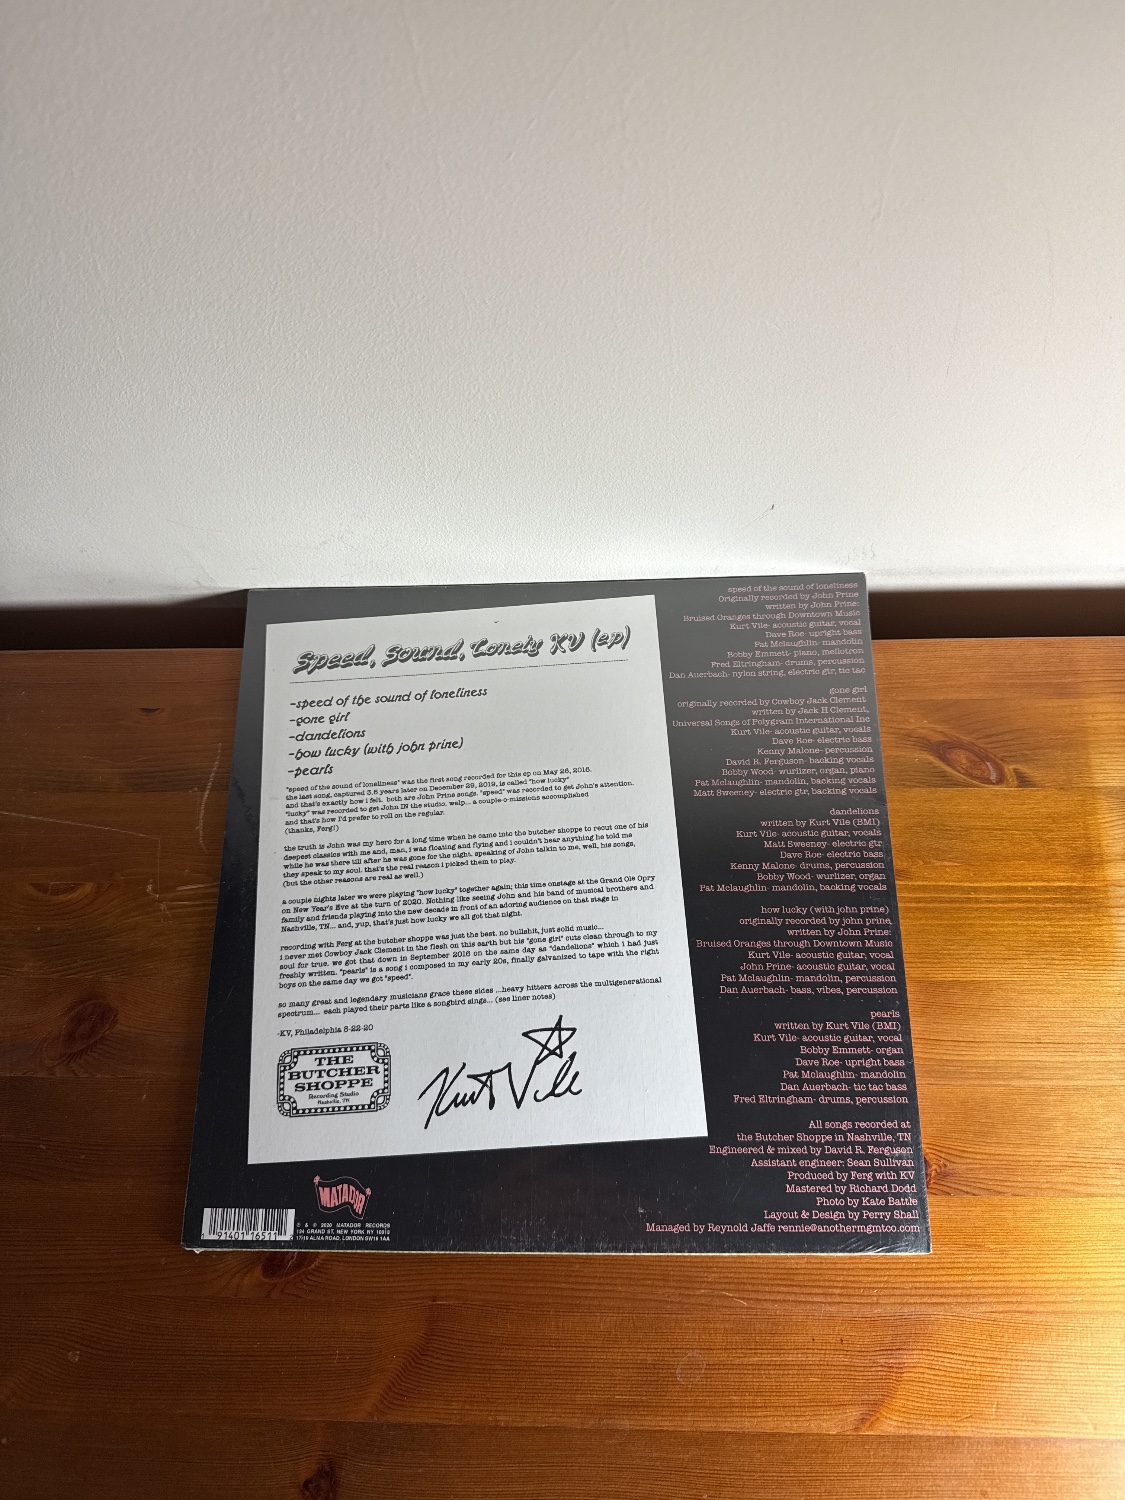 Speed, Sound, Lonely KV (ep)
-speed of the sound of loneliness
-gone girl
-dandelions
-how lucky (with john prine)
-pearls
"speed of the sound of loneliness" was the first song recorded for this ep on May 26, 2016.
the last song, captured 3.5 years later on December 29, 2019, is called "how lucky"
and that's exactly how i felt. both are John Prine songs. "speed" was recorded to get John's attention.
"lucky" was recorded to get John IN the studio. welp... a couple-o-missions accomplished
and that's how I'd prefer to roll on the regular.
(thanks, Ferg!)
the truth is John was my hero for a long time when he came into the butcher shoppe to recut one of his
deepest classics with me and, man, i was floating and flying and i couldn't hear anything he told me
while he was there till after he was gone for the night. speaking of John talkin to me, well, his songs,
they speak to my soul. that's the real reason i picked them to play.
(but the other reasons are real as well.)
a couple nights later we were playing "how lucky" together again; this time onstage at the Grand Ole Opry
on New Year's Eve at the turn of 2020. Nothing like seeing John and his band of musical brothers and
family and friends playing into the new decade in front of an adoring audience on that stage in
Nashville, TN... and, yup, that's just how lucky we all got that night.
recording with Ferg at the butcher shoppe was just the best. no bullshit, just solid music...
i never met Cowboy Jack Clement in the flesh on this earth but his "gone girl" cuts clean through to my
soul for true. we got that down in September 2016 on the same day as "dandelions" which i had just
freshly written. "pearls" is a song i composed in my early 20s, finally galvanized to tape with the right
boys on the same day we got "speed".
so many great and legendary musicians grace these sides ...heavy hitters across the multigenerational
spectrum... each played their parts like a songbird sings... (see liner notes)
-KV, Philadelphia 8-22-20
THE
BUTCHER
SHOPPE
Recording Studio
Nashville, TN
Kurt Vile
MATADOR
℗ & © 2020 MATADOR RECORDS
134 GRAND ST, NEW YORK NY 10013
17/19 ALMA ROAD, LONDON SW18 1AA
91401 16511
speed of the sound of loneliness
Originally recorded by John Prine
written by John Prine:
Bruised Oranges through Downtown Music
Kurt Vile- acoustic guitar, vocal
Dave Roe- upright bass
Pat Mclaughlin- mandolin
Bobby Emmett- piano, mellotron
Fred Eltringham- drums, percussion
Dan Auerbach- nylon string, electric gtr, tic tac
gone girl
originally recorded by Cowboy Jack Clement
written by Jack H Clement,
Universal Songs of Polygram International Inc
Kurt Vile- acoustic guitar, vocals
Dave Roe- electric bass
Kenny Malone- percussion
David R. Ferguson- backing vocals
Bobby Wood- wurlizer, organ, piano
Pat Mclaughlin- mandolin, backing vocals
Matt Sweeney- electric gtr, backing vocals
dandelions
written by Kurt Vile (BMI)
Kurt Vile- acoustic guitar, vocals
Matt Sweeney- electric gtr
Dave Roe- electric bass
Kenny Malone- drums, percussion
Bobby Wood- wurlizer, organ
Pat Mclaughlin- mandolin, backing vocals
how lucky (with john prine)
originally recorded by john prine,
written by John Prine:
Bruised Oranges through Downtown Music
Kurt Vile- acoustic guitar, vocal
John Prine- acoustic guitar, vocal
Pat Mclaughlin- mandolin, percussion
Dan Auerbach- bass, vibes, percussion
pearls
written by Kurt Vile (BMI)
Kurt Vile- acoustic guitar, vocal
Bobby Emmett- organ
Dave Roe- upright bass
Pat Mclaughlin- mandolin
Dan Auerbach- tic tac bass
Fred Eltringham- drums, percussion
All songs recorded at
the Butcher Shoppe in Nashville, TN
Engineered & mixed by David R. Ferguson
Assistant engineer: Sean Sullivan
Produced by Ferg with KV
Mastered by Richard Dodd
Photo by Kate Battle
Layout & Design by Perry Shall
Managed by Reynold Jaffe rennie@anothermgmtco.com